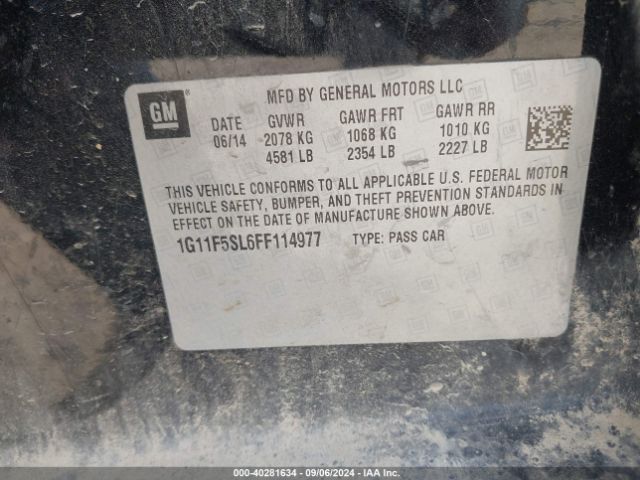 GM ® MFD BY GENERAL MOTORS LLC
DATE GVWR GAWR FRT GAWR RR
06/14 2078 KG 1068 KG 1010 KG
4581 LB 2354 LB 2227 LB
THIS VEHICLE CONFORMS TO ALL APPLICABLE U.S. FEDERAL MOTOR
VEHICLE SAFETY, BUMPER, AND THEFT PREVENTION STANDARDS IN
EFFECT ON THE DATE OF MANUFACTURE SHOWN ABOVE.
1G11F5SL6FF114977 TYPE: PASS CAR
000-40281634 - 09/06/2024 - IAA Inc.